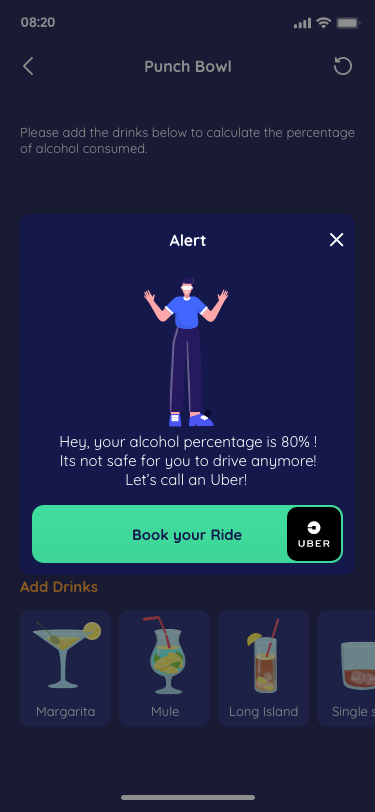 08:20
Punch Bowl
Please add the drinks below to calculate the percentage
of alcohol consumed.
Alert
Hey, your alcohol percentage is 80% !
Its not safe for you to drive anymore!
Let's call an Uber!
Book your Ride
UBER
Add Drinks
Margarita
Mule
Long Island
Single s